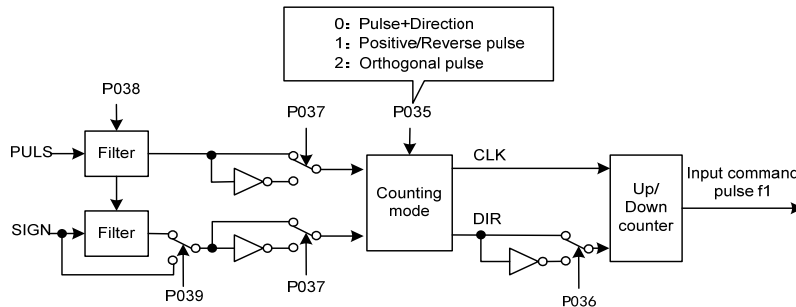 0: Pulse+Direction
1: Positive/Reverse pulse
2: Orthogonal pulse
P038
P037
P035
PULS
Filter
CLK
Counting
mode
Up/
Down
counter
Input command
pulse f1
SIGN
Filter
DIR
P039
P037
P036